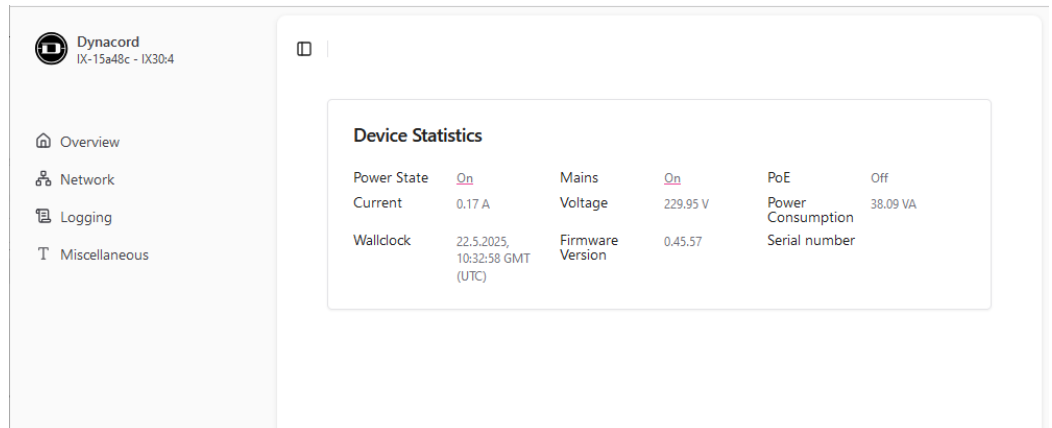 Dynacord
IX-15a48c - IX30:4
Overview
Network
Logging
Miscellaneous
Device Statistics
Power State On Mains On PoE Off
Current 0.17 A Voltage 229.95 V Power Consumption 38.09 VA
Wallclock 22.5.2025, 10:32:58 GMT (UTC) Firmware Version 0.45.57 Serial number